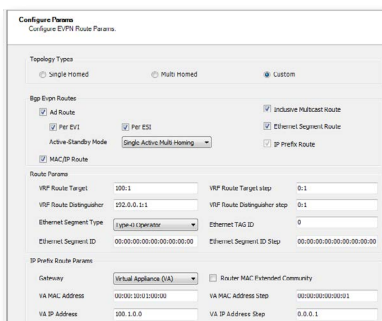 Configure Params
Configure EVPN Route Params.
Topology Types
Single Homed Multi Homed Custom
Bgp Evpn Routes
Ad Route Inclusive Multicast Route
Per EVI Per ESI Ethernet Segment Route
Active-Standby Mode Single Active Multi Homing IP Prefix Route
MAC/IP Route
Route Params
VRF Route Target 100:1 VRF Route Target step 0:1
VRF Route Distinguisher 192.0.0.1:1 VRF Route Distinguisher step 0:1
Ethernet Segment Type Type-0 Operator Ethernet TAG ID 0
Ethernet Segment ID 00:00:00:00:00:00:00:00:00 Ethernet Segment ID Step 00:00:00:00:00:00:00:00:00
IP Prefix Route Params
Gateway Virtual Appliance (VA) Router MAC Extended Community
VA MAC Address 00:00:10:01:00:00 VA MAC Address Step 00:00:00:00:00:01
VA IP Address 100.1.0.0 VA IP Address Step 0.0.0.1